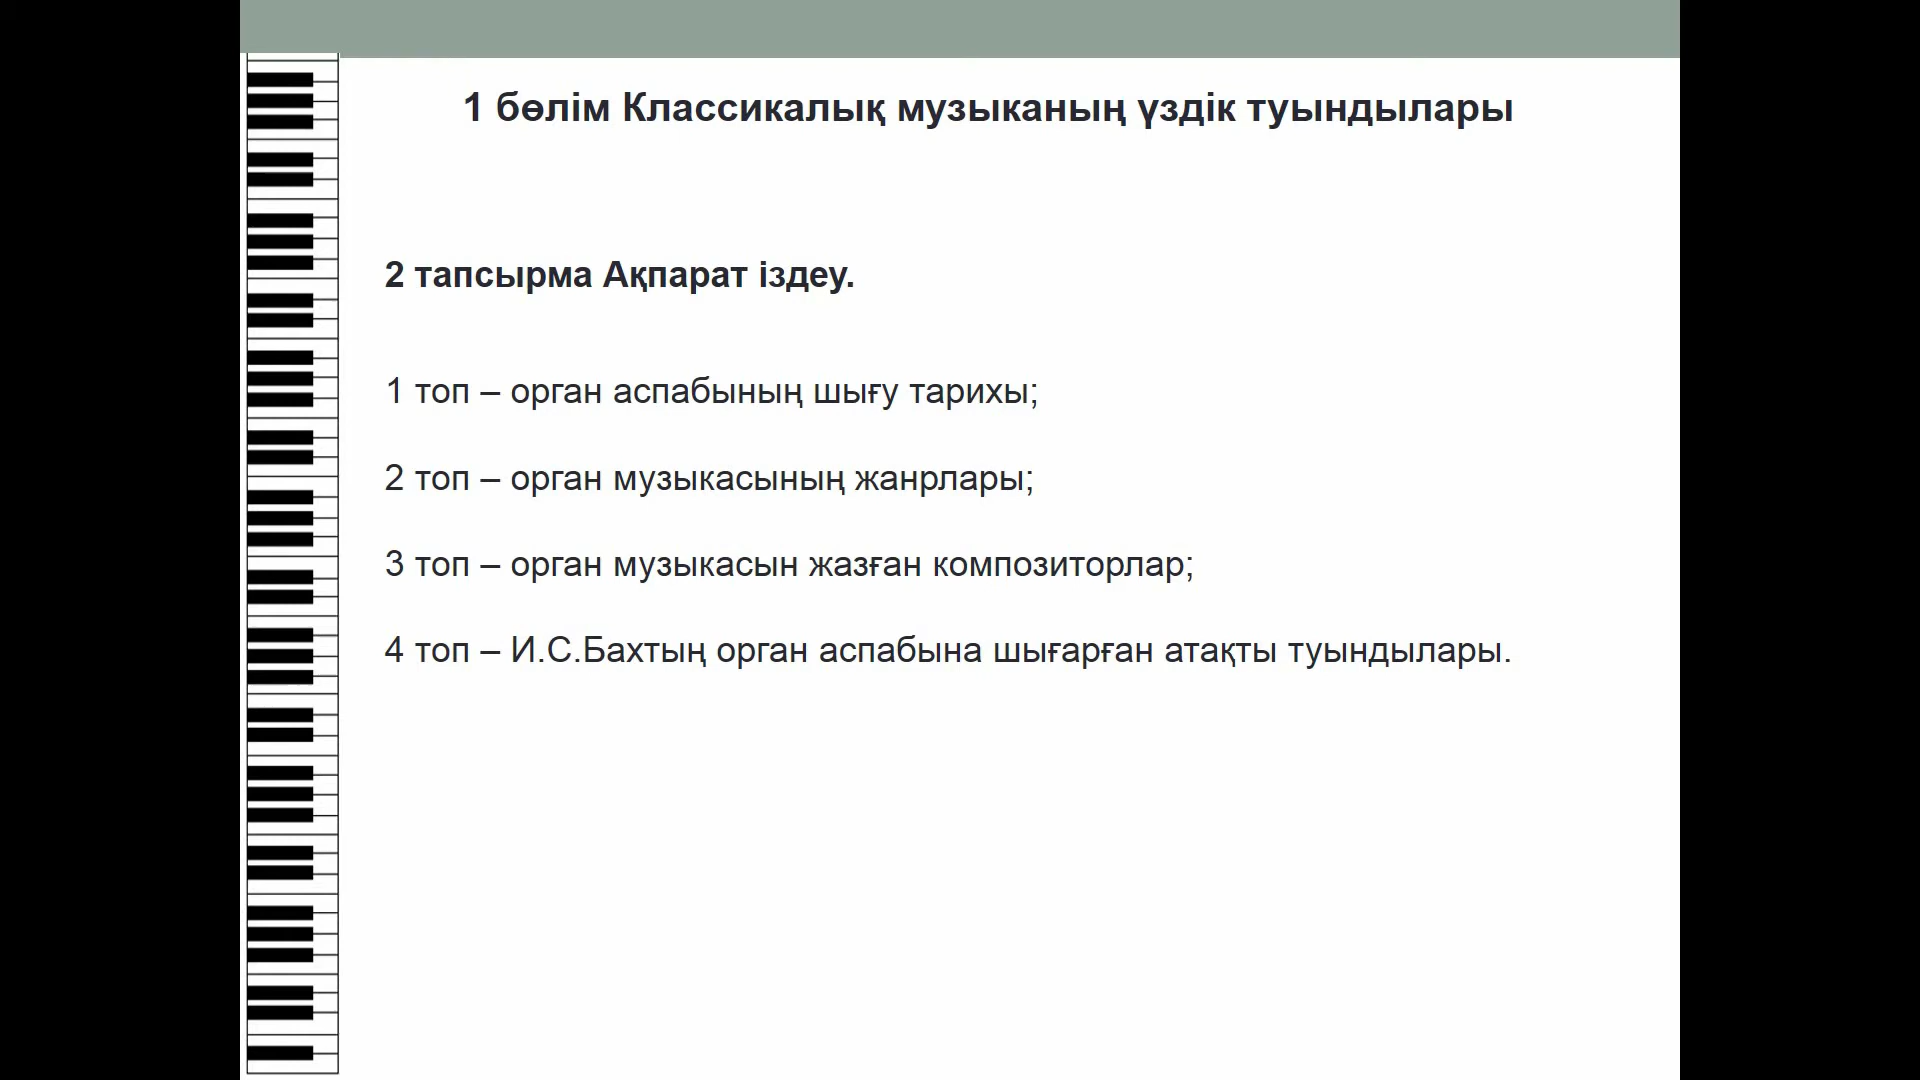 1 бөлім Классикалық музыканың үздік туындылары
2 тапсырма Ақпарат іздеу.
1 топ – орган аспабының шығу тарихы;
2 топ – орган музыкасының жанрлары;
3 топ – орган музыкасын жазған композиторлар;
4 топ – И.С.Бахтың орган аспабына шығарған атақты туындылары.